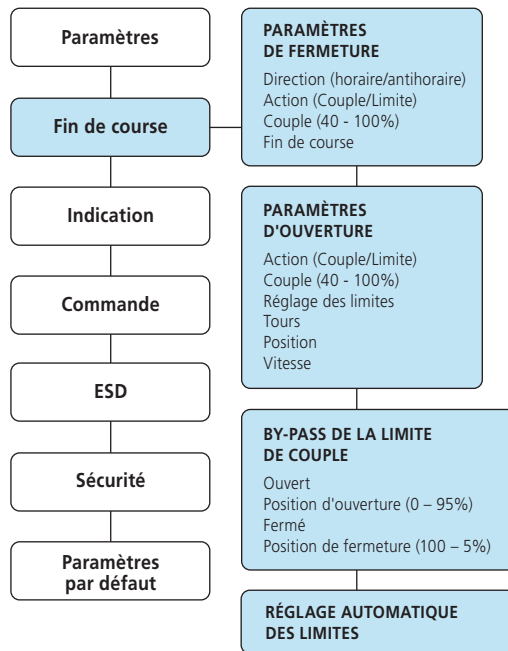 Paramètres
Fin de course
Indication
Commande
ESD
Sécurité
Paramètres
par défaut
PARAMÈTRES
DE FERMETURE
Direction (horaire/antihoraire)
Action (Couple/Limite)
Couple (40 - 100%)
Fin de course
PARAMÈTRES
D'OUVERTURE
Action (Couple/Limite)
Couple (40 - 100%)
Réglage des limites
Tours
Position
Vitesse
BY-PASS DE LA LIMITE
DE COUPLE
Ouvert
Position d'ouverture (0 – 95%)
Fermé
Position de fermeture (100 – 5%)
RÉGLAGE AUTOMATIQUE
DES LIMITES